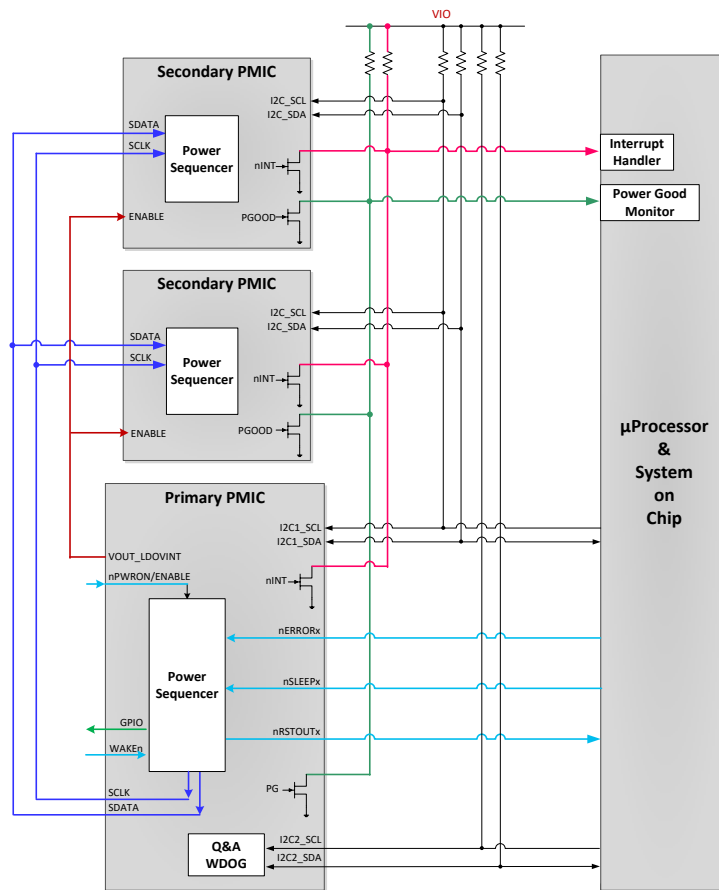 VIO
Secondary PMIC
I2C_SCL
I2C_SDA
SDATA
SCLK
Power
Sequencer
nINT
PGOOD
ENABLE
Interrupt
Handler
Power Good
Monitor
Secondary PMIC
I2C_SCL
I2C_SDA
SDATA
SCLK
Power
Sequencer
nINT
PGOOD
ENABLE
µProcessor
&
System
on
Chip
Primary PMIC
I2C1_SCL
I2C1_SDA
VOUT_LDOVINT
nPWRON/ENABLE
nINT
Power
Sequencer
nERRORx
nSLEEPx
GPIO
nRSTOUTx
WAKEn
SCLK
SDATA
PG
Q&A
WDOG
I2C2_SCL
I2C2_SDA